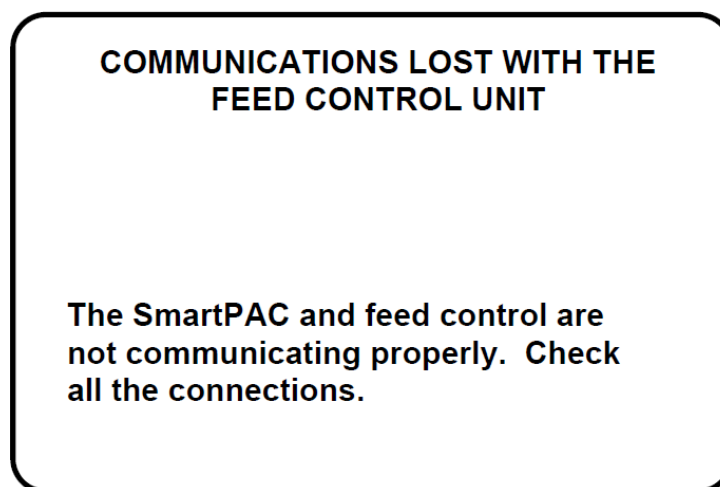 COMMUNICATIONS LOST WITH THE
FEED CONTROL UNIT
The SmartPAC and feed control are
not communicating properly.  Check
all the connections.